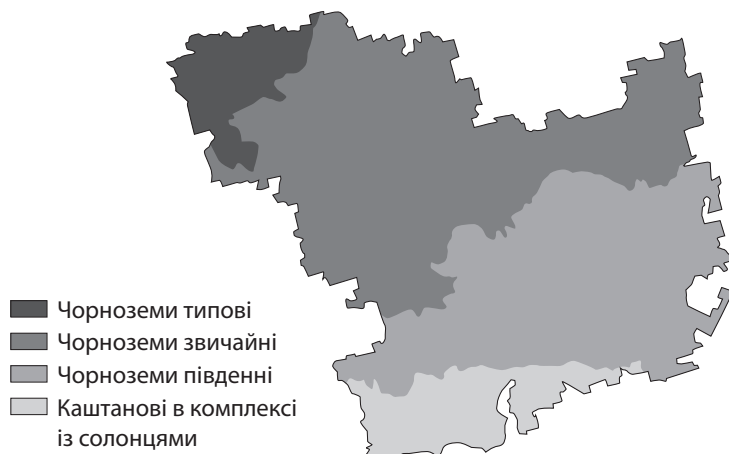 Чорноземи типові
Чорноземи звичайні
Чорноземи південні
Каштанові в комплексі
із солонцями